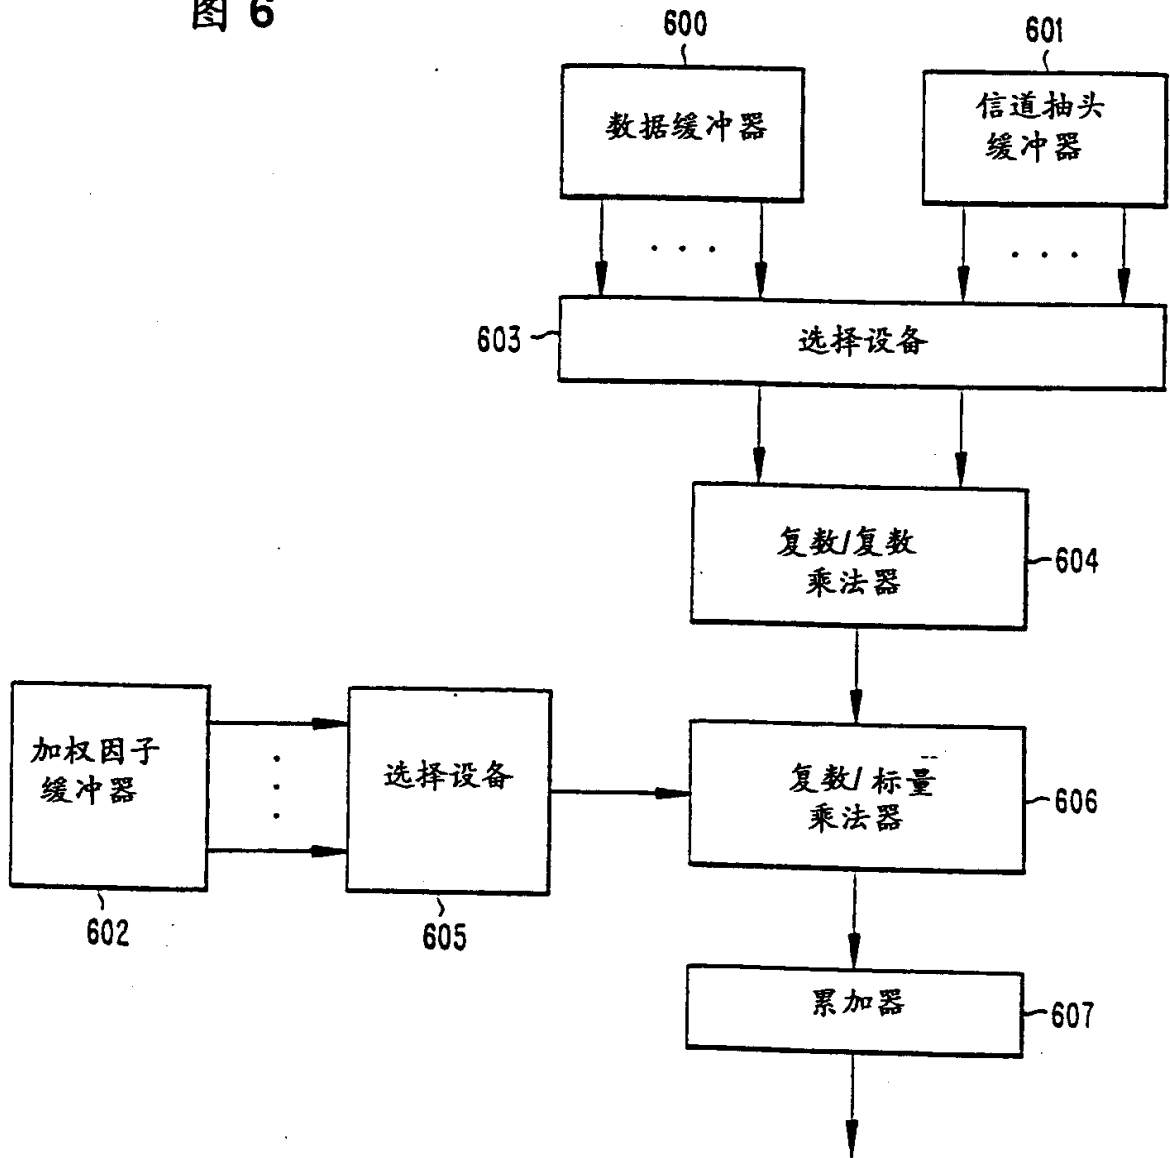 图 6
600
601
数据缓冲器
信道抽头
缓冲器
603
选择设备
复数/复数
乘法器
604
加权因子
缓冲器
选择设备
复数/标量
乘法器
606
602
605
累加器
607